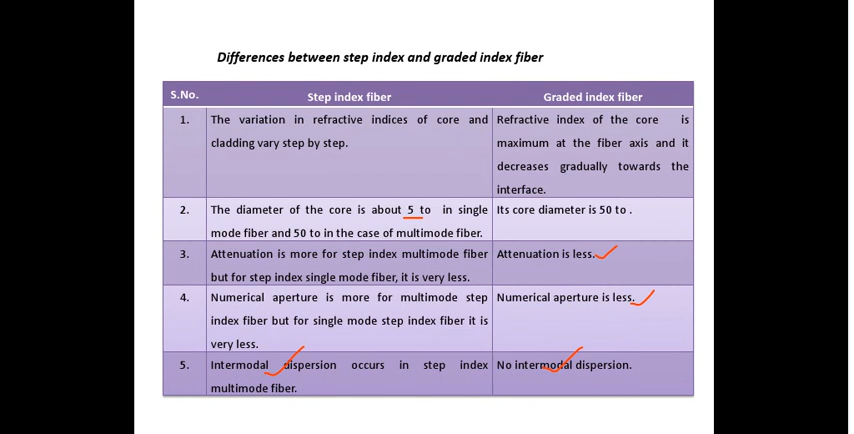 Differences between step index and graded index fiber
S.No. Step index fiber Graded index fiber
1. The variation in refractive indices of core and
cladding vary step by step.
Refractive index of the core is
maximum at the fiber axis and it
decreases gradually towards the
interface.
2. The diameter of the core is about 5 to in single
mode fiber and 50 to in the case of multimode fiber.
Its core diameter is 50 to .
3. Attenuation is more for step index multimode fiber
but for step index single mode fiber, it is very less.
Attenuation is less.
4. Numerical aperture is more for multimode step
index fiber but for single mode step index fiber it is
very less.
Numerical aperture is less.
5. Intermodal dispersion occurs in step index
multimode fiber.
No intermodal dispersion.